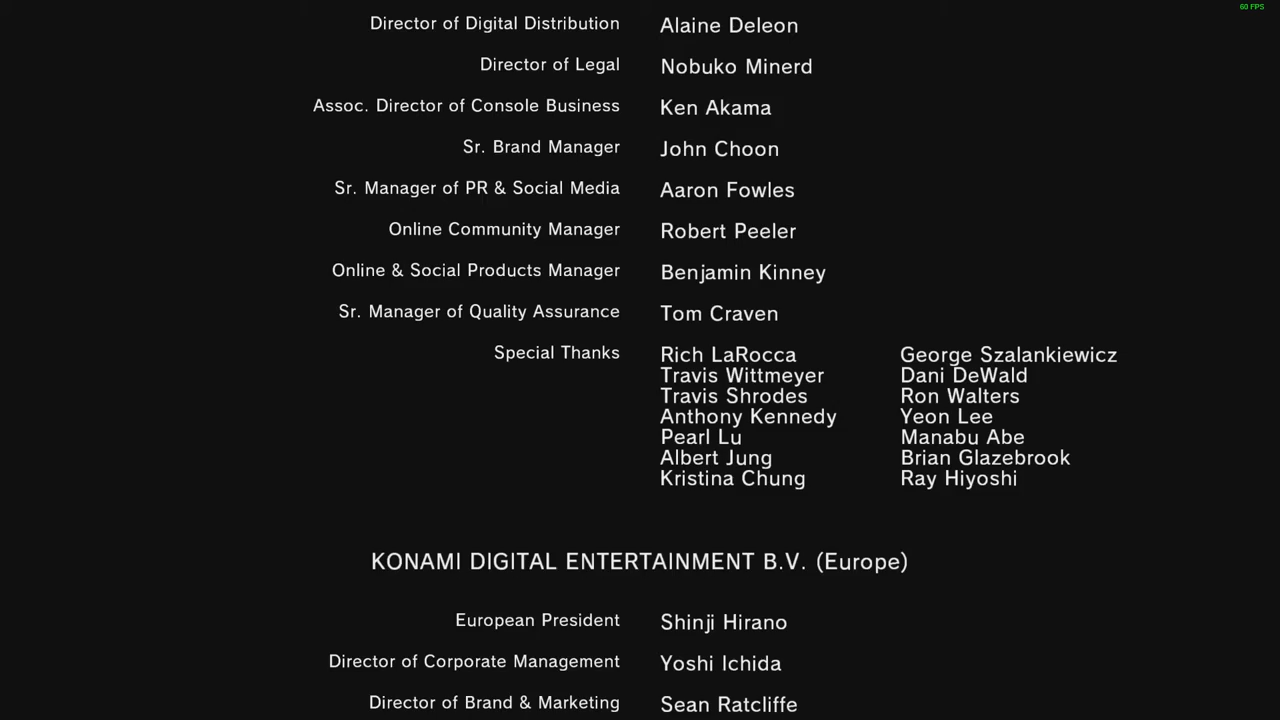 60 FPS
Director of Digital Distribution Alaine Deleon
Director of Legal Nobuko Minerd
Assoc. Director of Console Business Ken Akama
Sr. Brand Manager John Choon
Sr. Manager of PR & Social Media Aaron Fowles
Online Community Manager Robert Peeler
Online & Social Products Manager Benjamin Kinney
Sr. Manager of Quality Assurance Tom Craven
Special Thanks Rich LaRocca George Szalankiewicz
Travis Wittmeyer Dani DeWald
Travis Shrodes Ron Walters
Anthony Kennedy Yeon Lee
Pearl Lu Manabu Abe
Albert Jung Brian Glazebrook
Kristina Chung Ray Hiyoshi
KONAMI DIGITAL ENTERTAINMENT B.V. (Europe)
European President Shinji Hirano
Director of Corporate Management Yoshi Ichida
Director of Brand & Marketing Sean Ratcliffe